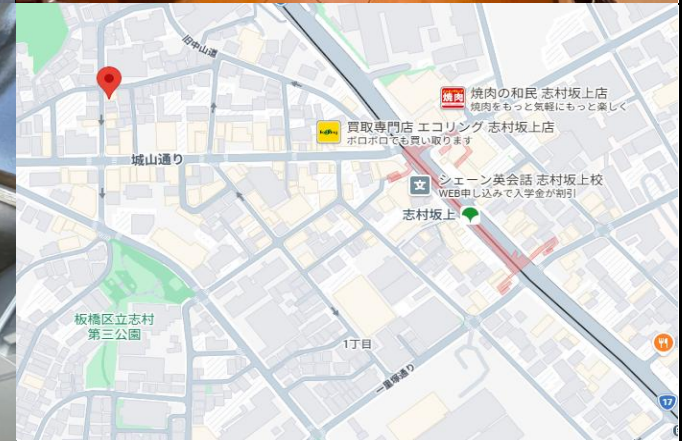 旧中山道
焼肉
焼肉の和民 志村坂上店
焼肉をもっと気軽にもっと楽しく
買取専門店 エコリング 志村坂上店
ボロボロでも買い取ります
城山通り
シェーン英会話 志村坂上校
WEB申し込みで入学金が割引
志村坂上
板橋区立志村
第三公園
1丁目
一里塚通り
17